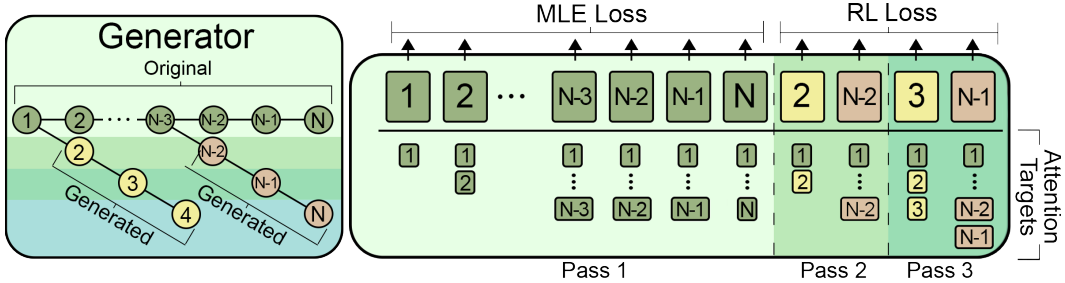 Generator
Original
1 2 ··· N-3 N-2 N-1 N
2 N-2
3 N-1
4 N
Generated Generated
MLE Loss RL Loss
1 2 ··· N-3 N-2 N-1 N 2 N-2 3 N-1
1 1 1 1 1 1 1 1 1 1
2 2 2
N-3 N-2 N-1 N N-2 3 N-2
N-1
Attention
Targets
Pass 1 Pass 2 Pass 3